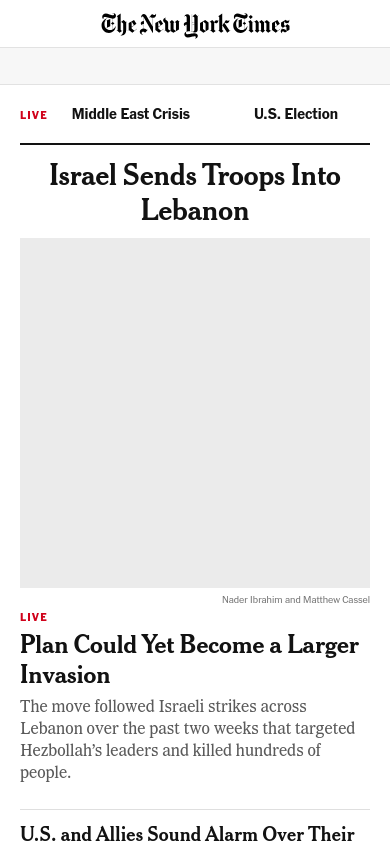 The New York Times
LIVE Middle East Crisis U.S. Election
Israel Sends Troops Into
Lebanon
Nader Ibrahim and Matthew Cassel
LIVE
Plan Could Yet Become a Larger
Invasion
The move followed Israeli strikes across
Lebanon over the past two weeks that targeted
Hezbollah’s leaders and killed hundreds of
people.
U.S. and Allies Sound Alarm Over Their